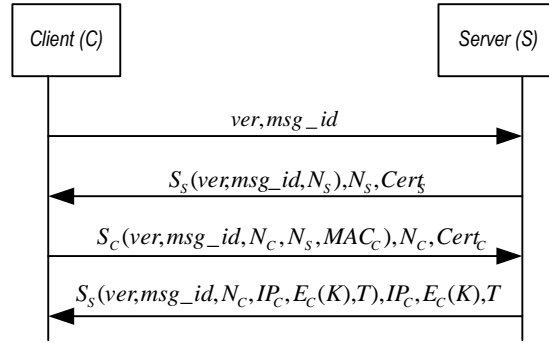 Client (C)
Server (S)
ver,msg_id
S_S(ver,msg_id,N_S),N_S,Cert_S
S_C(ver,msg_id,N_C,N_S,MAC_C),N_C,Cert_C
S_S(ver,msg_id,N_C,IP_C,E_C(K),T),IP_C,E_C(K),T